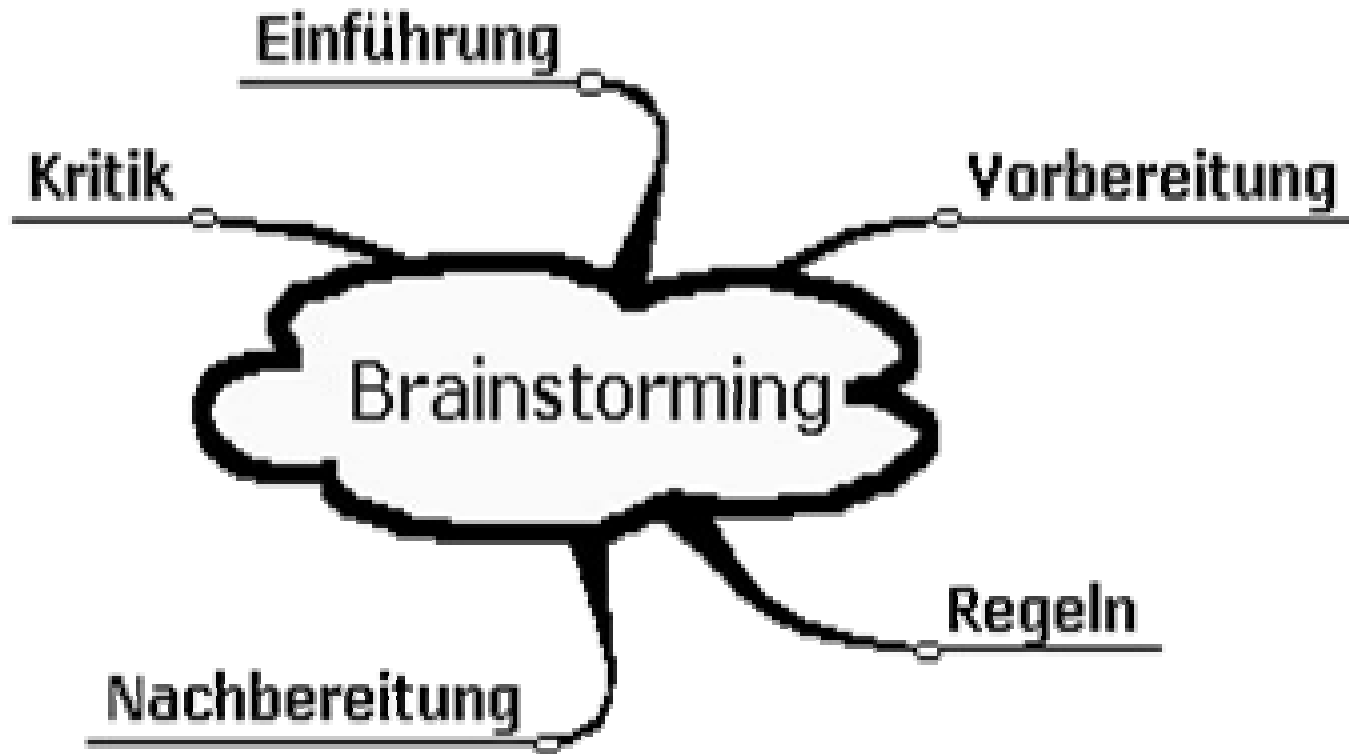 Einführung
Kritik
Vorbereitung
Brainstorming
Regeln
Nachbereitung